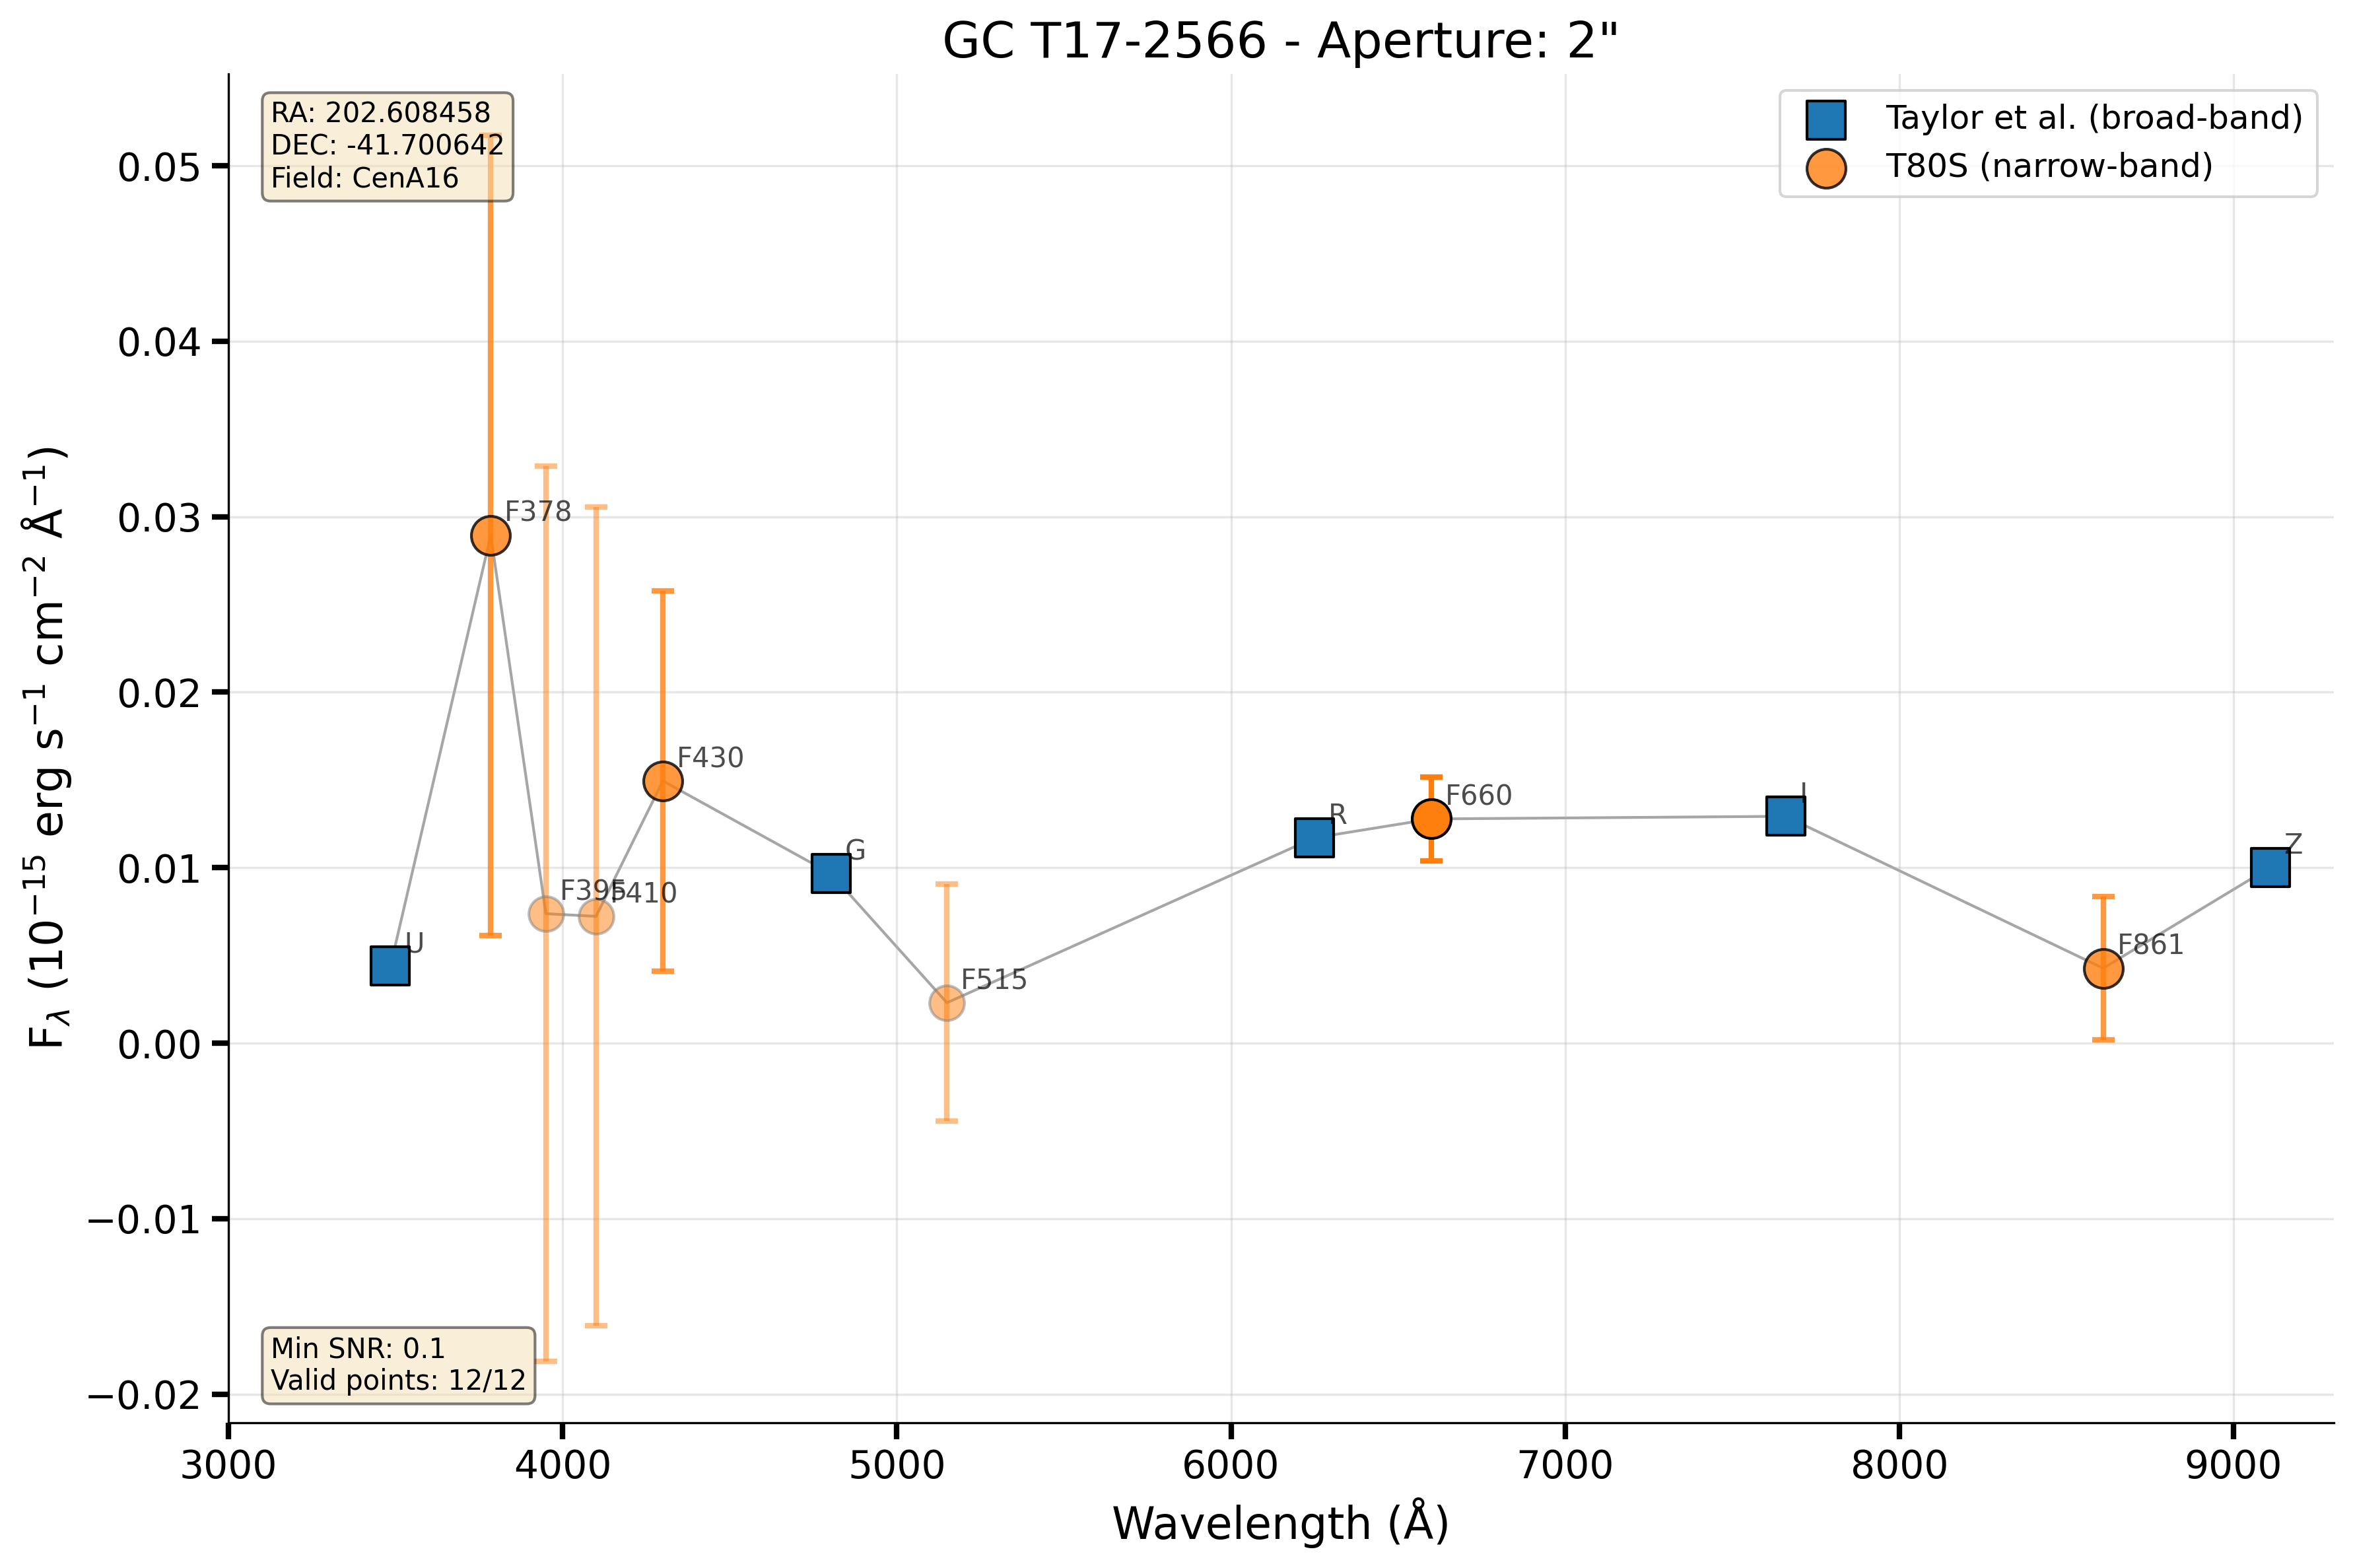 GC T17-2566 - Aperture: 2"
RA: 202.608458
DEC: -41.700642
Field: CenA16
Taylor et al. (broad-band)
T80S (narrow-band)
0.05
0.04
0.03
0.02
0.01
0.00
−0.01
−0.02
F_λ (10⁻¹⁵ erg s⁻¹ cm⁻² Å⁻¹)
U
F378
F395
F410
F430
G
F515
R
F660
I
F861
Z
Min SNR: 0.1
Valid points: 12/12
3000 4000 5000 6000 7000 8000 9000
Wavelength (Å)